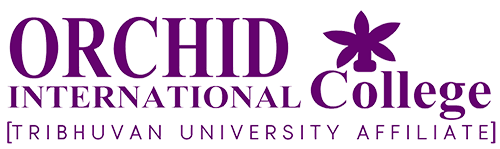 ORCHID
INTERNATIONAL College
[TRIBHUVAN UNIVERSITY AFFILIATE]